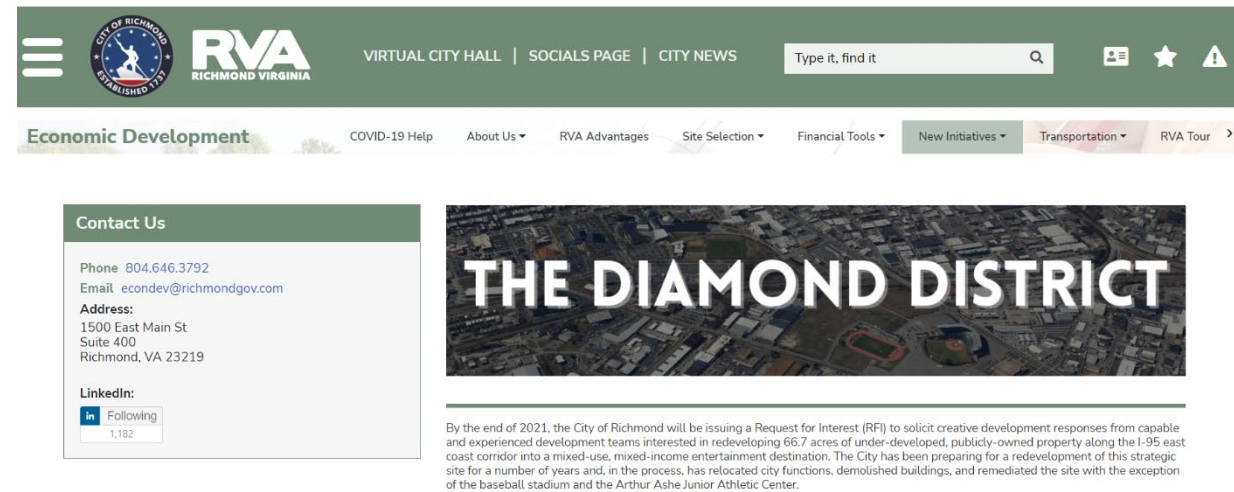 CITY OF RICHMOND
ESTABLISHED 1737
RVA
RICHMOND VIRGINIA
VIRTUAL CITY HALL | SOCIALS PAGE | CITY NEWS
Type it, find it
Economic Development
COVID-19 Help About Us RVA Advantages Site Selection Financial Tools New Initiatives Transportation RVA Tour
Contact Us
Phone 804.646.3792
Email econdev@richmondgov.com
Address:
1500 East Main St
Suite 400
Richmond, VA 23219
LinkedIn:
in Following
1,182
THE DIAMOND DISTRICT
By the end of 2021, the City of Richmond will be issuing a Request for Interest (RFI) to solicit creative development responses from capable
and experienced development teams interested in redeveloping 66.7 acres of under-developed, publicly-owned property along the I-95 east
coast corridor into a mixed-use, mixed-income entertainment destination. The City has been preparing for a redevelopment of this strategic
site for a number of years and, in the process, has relocated city functions, demolished buildings, and remediated the site with the exception
of the baseball stadium and the Arthur Ashe Junior Athletic Center.